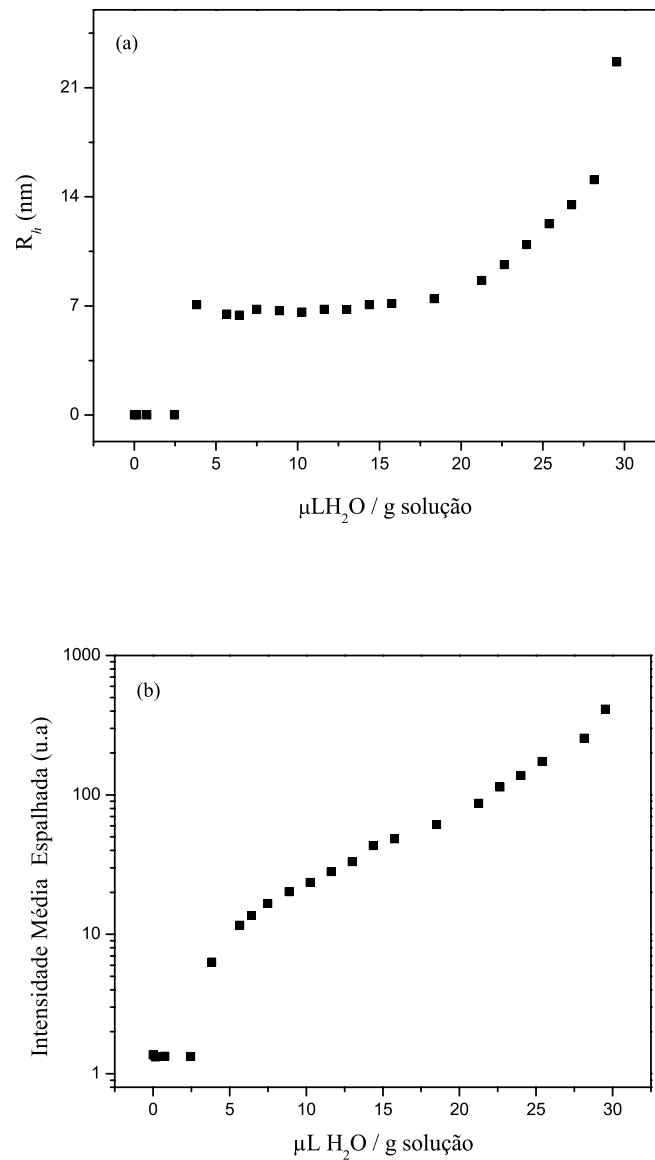 (a)
21
14
7
0
R_h (nm)
0 5 10 15 20 25 30
μLH₂O / g solução
1000
(b)
100
10
1
Intensidade Média Espalhada (u.a)
0 5 10 15 20 25 30
μL H₂O / g solução